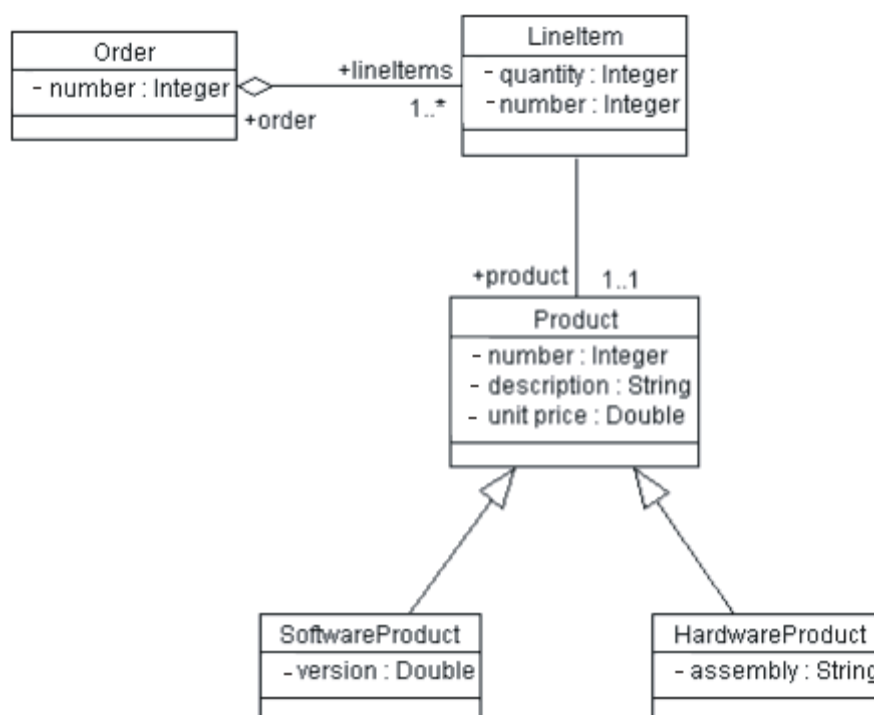 Order
- number : Integer
+order
+lineItems
1..*
LineItem
- quantity : Integer
- number : Integer
+product
1..1
Product
- number : Integer
- description : String
- unit price : Double
SoftwareProduct
- version : Double
HardwareProduct
- assembly : String